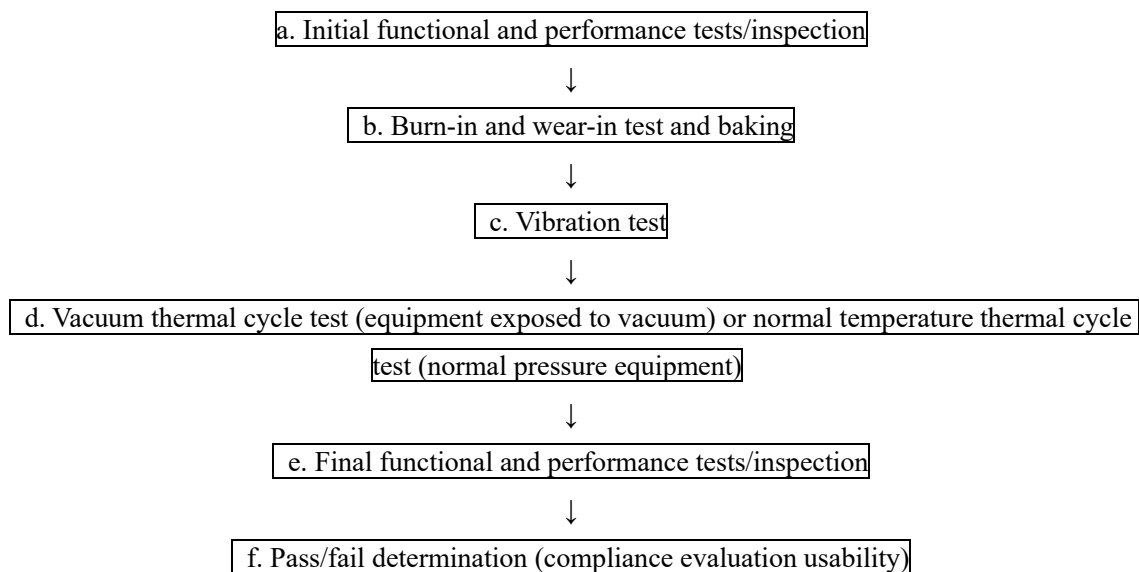 a. Initial functional and performance tests/inspection
↓
b. Burn-in and wear-in test and baking
↓
c. Vibration test
↓
d. Vacuum thermal cycle test (equipment exposed to vacuum) or normal temperature thermal cycle
test (normal pressure equipment)
↓
e. Final functional and performance tests/inspection
↓
f. Pass/fail determination (compliance evaluation usability)